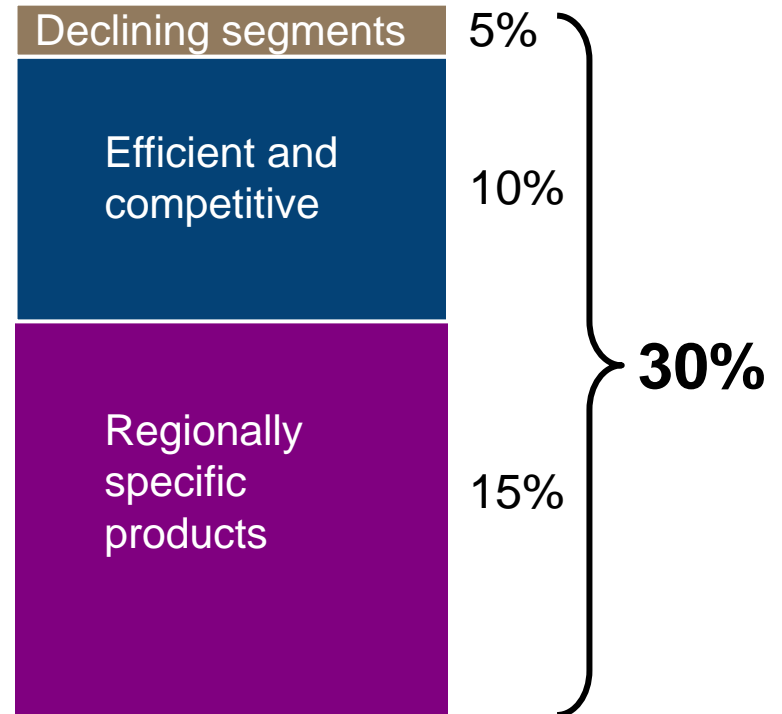 Declining segments 5%
Efficient and
competitive
10%
30%
Regionally
specific
products
15%